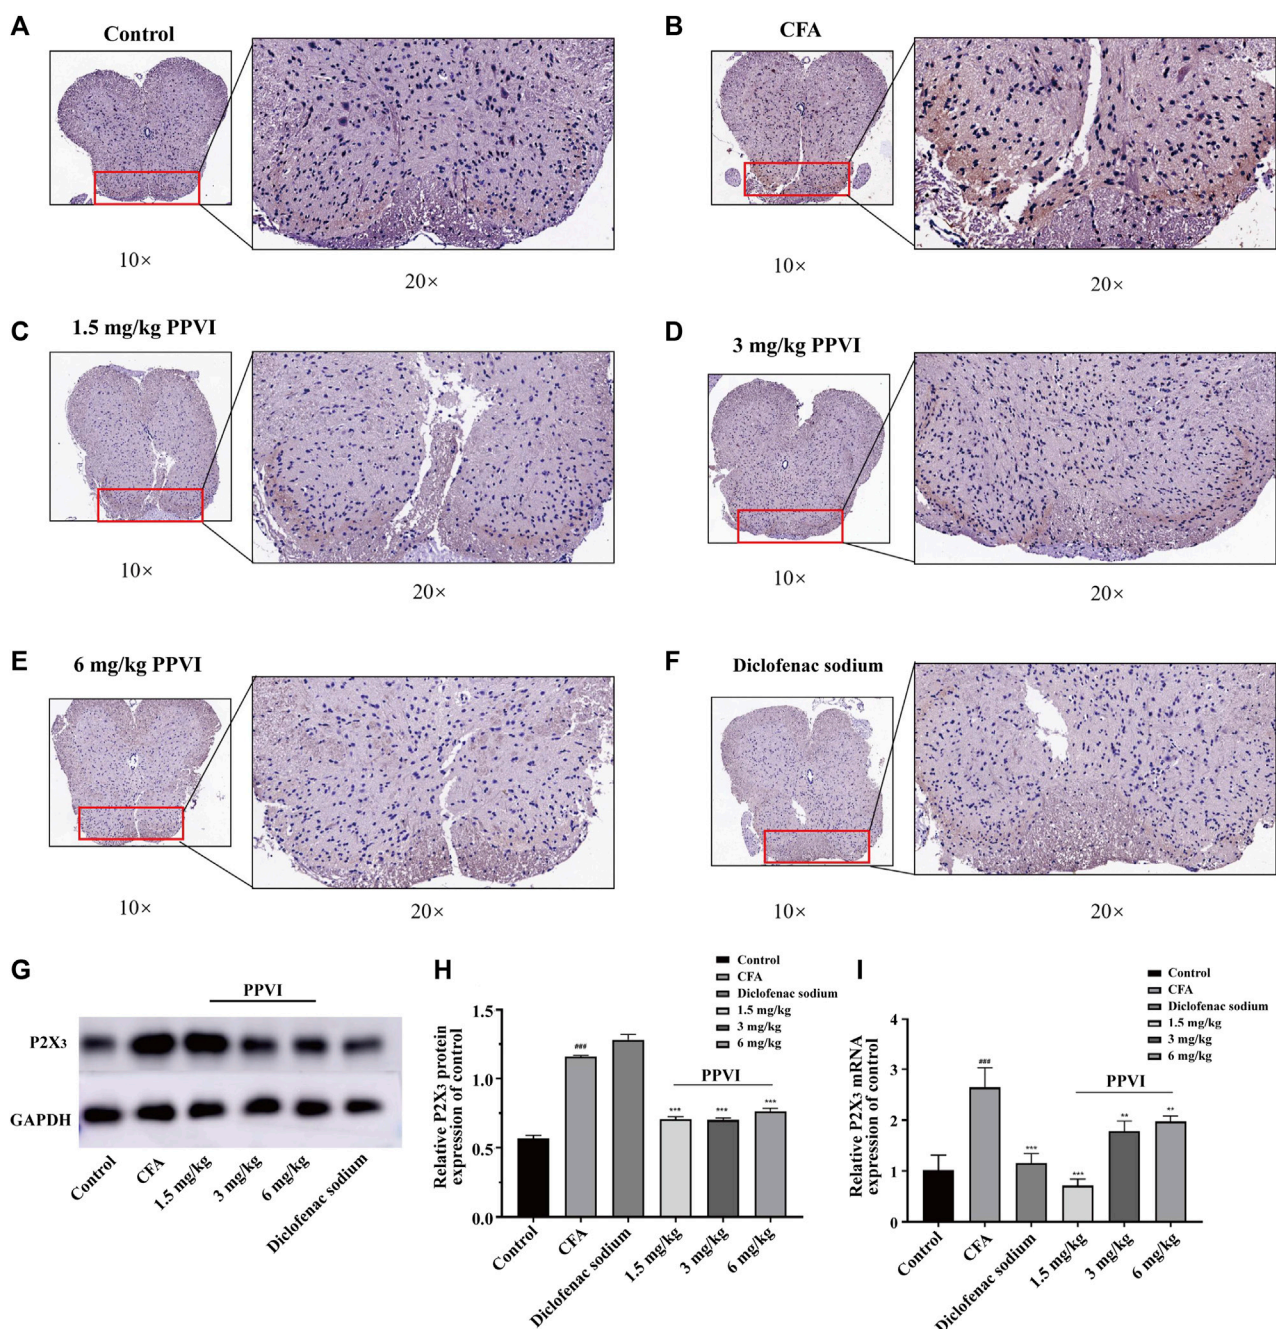 A
Control
10×
20×
B
CFA
10×
20×
C
1.5 mg/kg PPVI
10×
20×
D
3 mg/kg PPVI
10×
20×
E
6 mg/kg PPVI
10×
20×
F
Diclofenac sodium
10×
20×
G
PPVI
P2X3
GAPDH
Control
CFA
1.5 mg/kg
3 mg/kg
6 mg/kg
Diclofenac sodium
H
Control
CFA
Diclofenac sodium
1.5 mg/kg
3 mg/kg
6 mg/kg
Relative P2X3 protein
expression of control
1.5
1.0
0.5
0.0
###
PPVI
***
***
***
Control
CFA
Diclofenac sodium
1.5 mg/kg
3 mg/kg
6 mg/kg
I
Control
CFA
Diclofenac sodium
1.5 mg/kg
3 mg/kg
6 mg/kg
Relative P2X3 mRNA
expression of control
4
3
2
1
0
###
PPVI
***
***
**
**
Control
CFA
Diclofenac sodium
1.5 mg/kg
3 mg/kg
6 mg/kg